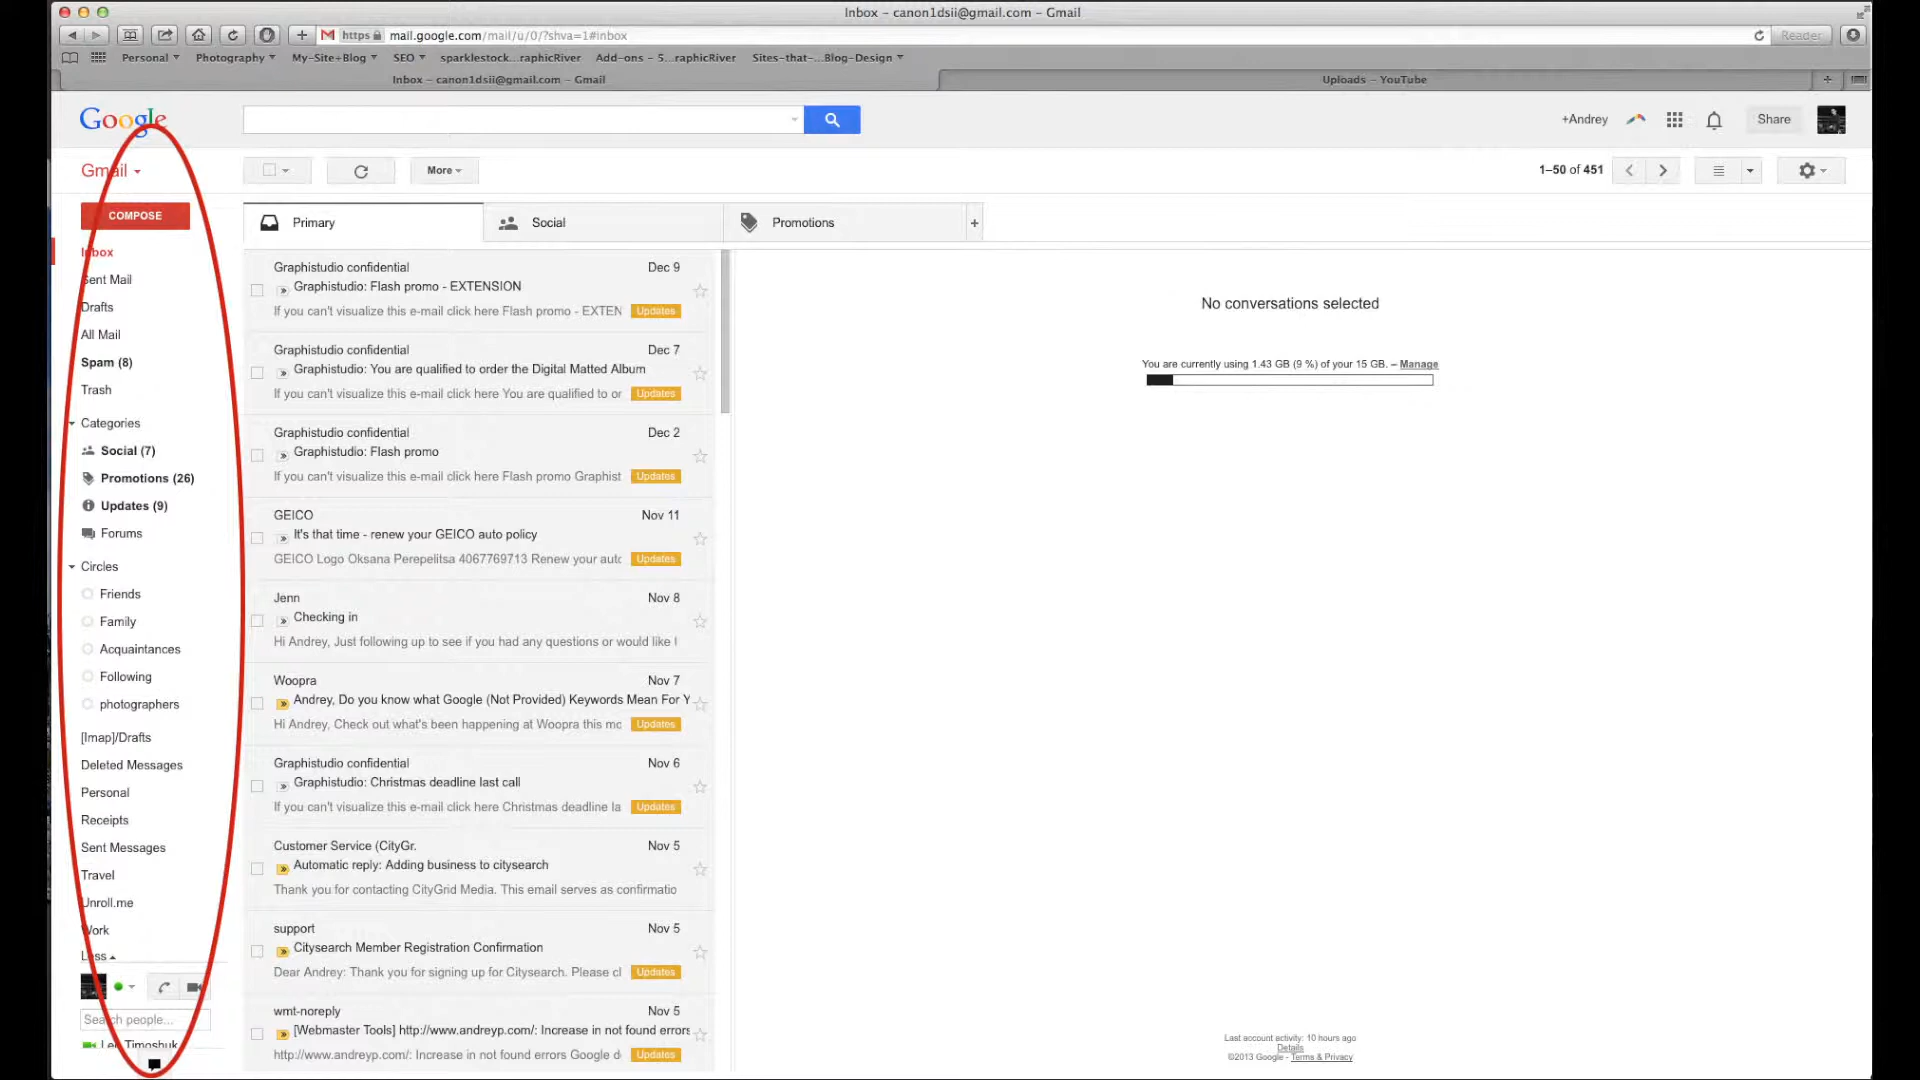 Inbox – canon1dsii@gmail.com – Gmail
https mail.google.com/mail/u/0/?shva=1#inbox
Reader
Personal Photography My-Site+Blog SEO sparklestock...raphicRiver Add-ons - 5...raphicRiver Sites-that-...Blog-Design
Inbox – canon1dsii@gmail.com – Gmail
Uploads – YouTube
Google
+Andrey
Share
Gmail
More
1–50 of 451
COMPOSE
Inbox
Sent Mail
Drafts
All Mail
Spam (8)
Trash
Categories
Social (7)
Promotions (26)
Updates (9)
Forums
Circles
Friends
Family
Acquaintances
Following
photographers
[Imap]/Drafts
Deleted Messages
Personal
Receipts
Sent Messages
Travel
Unroll.me
Work
Less
Search people...
Primary
Social
Promotions
+
Graphistudio confidential Dec 9
Graphistudio: Flash promo - EXTENSION
If you can't visualize this e-mail click here Flash promo - EXTEN Updates
Graphistudio confidential Dec 7
Graphistudio: You are qualified to order the Digital Matted Album
If you can't visualize this e-mail click here You are qualified to or Updates
Graphistudio confidential Dec 2
Graphistudio: Flash promo
If you can't visualize this e-mail click here Flash promo Graphist Updates
GEICO Nov 11
It's that time - renew your GEICO auto policy
GEICO Logo Oksana Perepelitsa 4067769713 Renew your auto Updates
Jenn Nov 8
Checking in
Hi Andrey, Just following up to see if you had any questions or would like
Woopra Nov 7
Andrey, Do you know what Google (Not Provided) Keywords Mean For Y
Hi Andrey, Check out what's been happening at Woopra this mo Updates
Graphistudio confidential Nov 6
Graphistudio: Christmas deadline last call
If you can't visualize this e-mail click here Christmas deadline la Updates
Customer Service (CityGr. Nov 5
Automatic reply: Adding business to citysearch
Thank you for contacting CityGrid Media. This email serves as confirmatio
support Nov 5
Citysearch Member Registration Confirmation
Dear Andrey: Thank you for signing up for Citysearch. Please cl Updates
wmt-noreply Nov 5
[Webmaster Tools] http://www.andreyp.com/: Increase in not found errors
http://www.andreyp.com/: Increase in not found errors Google d Updates
No conversations selected
You are currently using 1.43 GB (9 %) of your 15 GB. – Manage
Last account activity: 10 hours ago
Details
©2013 Google - Terms & Privacy